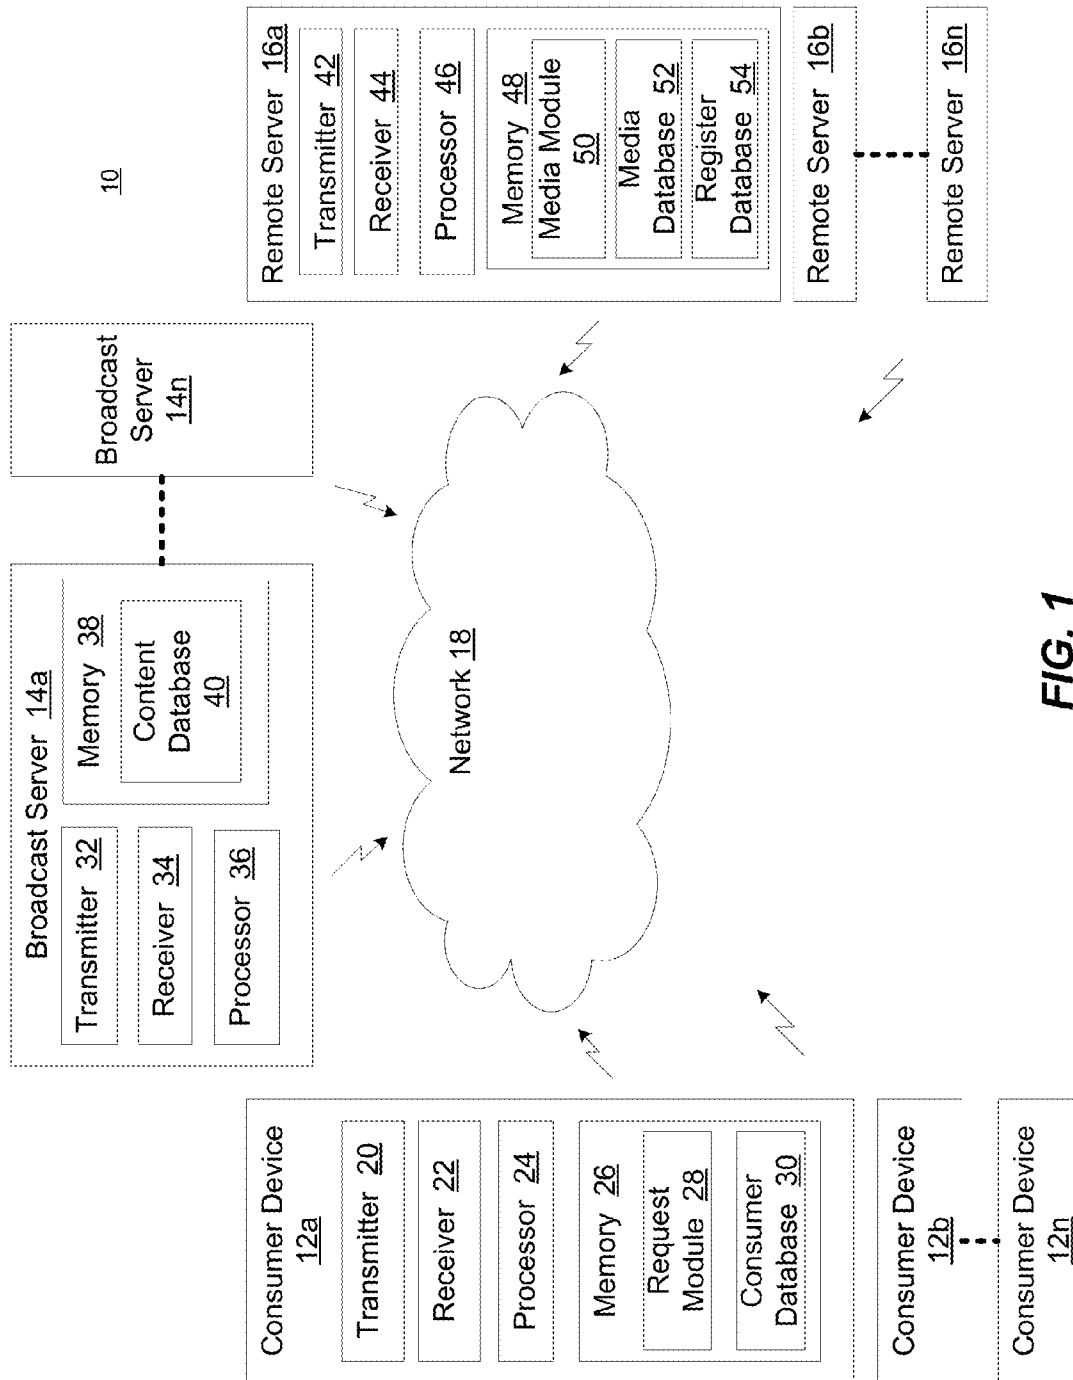 10
Broadcast Server 14a
Transmitter 32
Receiver 34
Processor 36
Memory 38
Content
Database
40
Broadcast
Server
14n
Consumer Device
12a
Transmitter 20
Receiver 22
Processor 24
Memory 26
Request
Module 28
Consumer
Database 30
Consumer Device
12b
Consumer Device
12n
Network 18
Remote Server 16a
Transmitter 42
Receiver 44
Processor 46
Memory 48
Media Module
50
Media
Database 52
Register
Database 54
Remote Server 16b
Remote Server 16n
FIG. 1